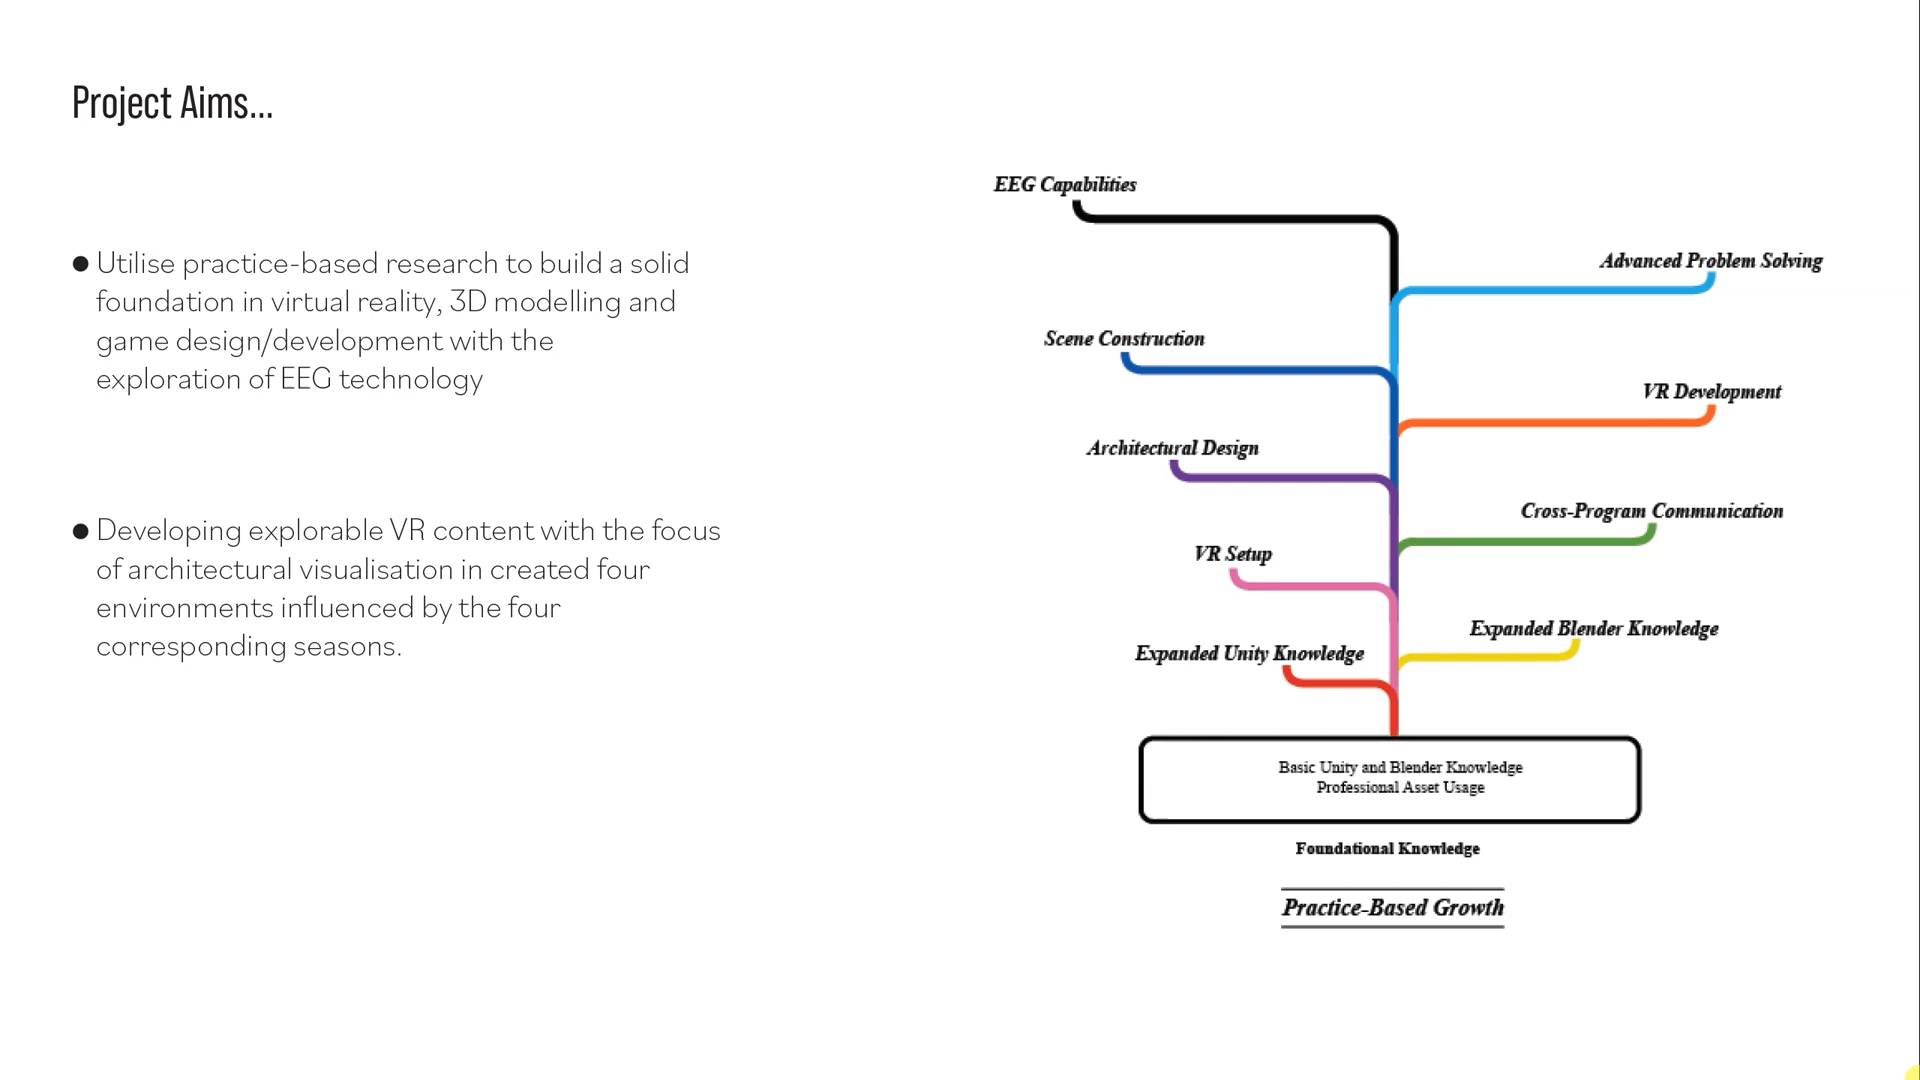 Project Aims...
● Utilise practice-based research to build a solid
foundation in virtual reality, 3D modelling and
game design/development with the
exploration of EEG technology
● Developing explorable VR content with the focus
of architectural visualisation in created four
environments influenced by the four
corresponding seasons.
EEG Capabilities
Advanced Problem Solving
Scene Construction
VR Development
Architectural Design
Cross-Program Communication
VR Setup
Expanded Blender Knowledge
Expanded Unity Knowledge
Basic Unity and Blender Knowledge
Professional Asset Usage
Foundational Knowledge
Practice-Based Growth